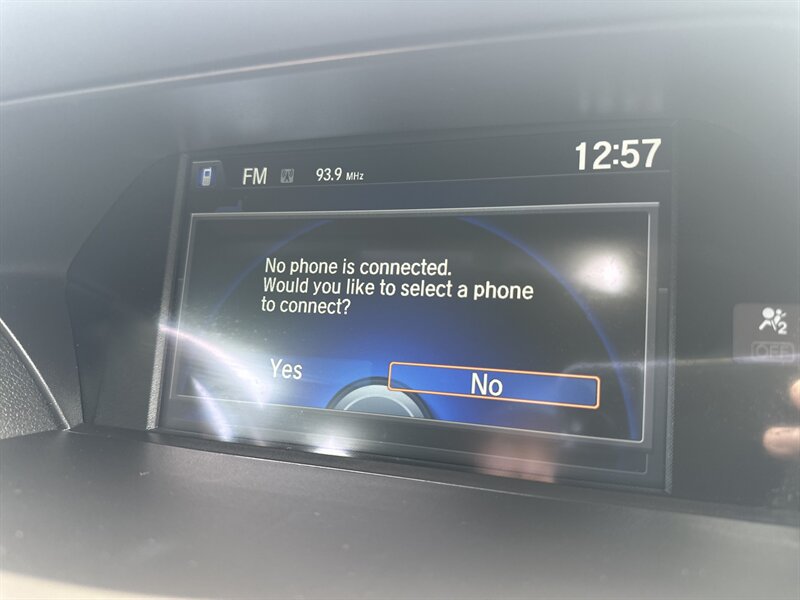 FM 93.9 MHz 12:57
No phone is connected.
Would you like to select a phone
to connect?
Yes No
2
OFF